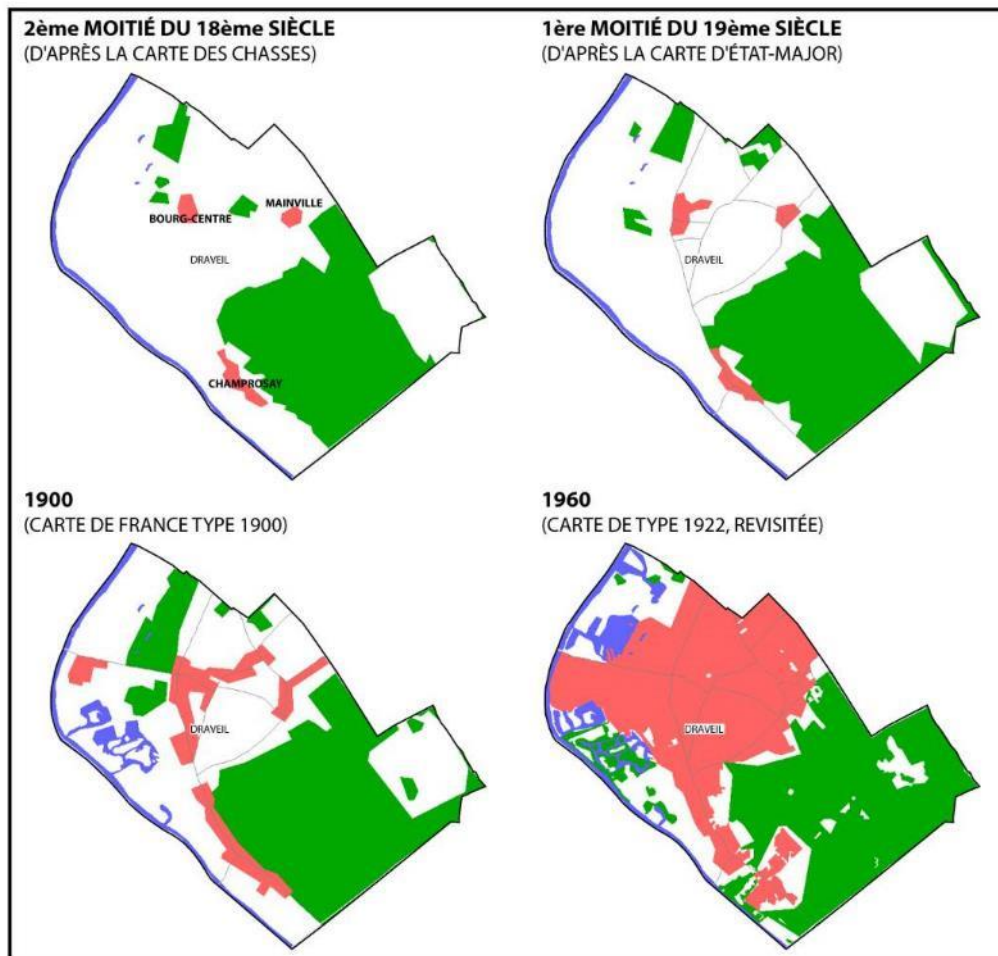 2ème MOITIÉ DU 18ème SIÈCLE
(D'APRÈS LA CARTE DES CHASSES)
BOURG-CENTRE
MAINVILLE
DRAVEIL
CHAMPROSAY
1ère MOITIÉ DU 19ème SIÈCLE
(D'APRÈS LA CARTE D'ÉTAT-MAJOR)
DRAVEIL
1900
(CARTE DE FRANCE TYPE 1900)
DRAVEIL
1960
(CARTE DE TYPE 1922, REVISITÉE)
DRAVEIL